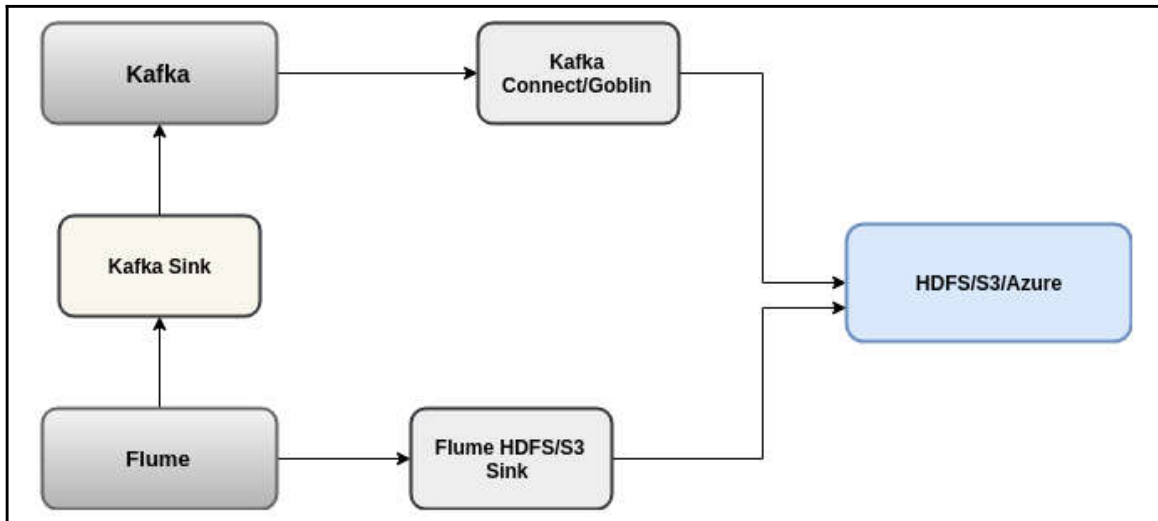 Kafka
Kafka
Connect/Goblin
Kafka Sink
HDFS/S3/Azure
Flume
Flume HDFS/S3
Sink